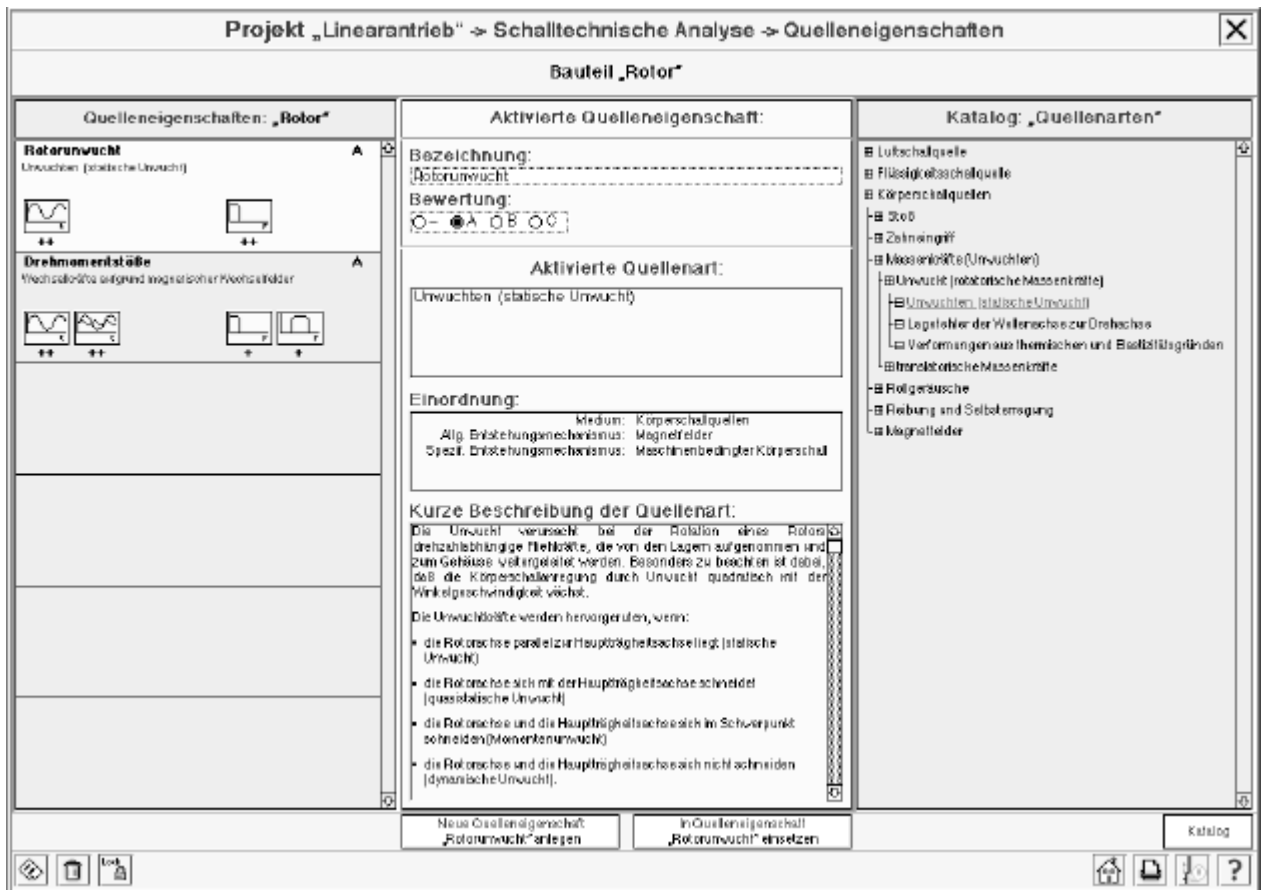 Projekt „Linearantrieb“ -> Schalltechnische Analyse -> Quelleneigenschaften
Bauteil „Rotor“
Quelleneigenschaften: „Rotor“
Rotorunwucht A
Unwuchten (statische Unwucht)
++ ++
Drehmomentstöße A
Wechselkräfte aufgrund magnetischer Wechselfelder
++ ++ + +
Aktivierte Quelleneigenschaft:
Bezeichnung:
Rotorunwucht
Bewertung:
– A B C
Aktivierte Quellenart:
Unwuchten (statische Unwucht)
Einordnung:
Medium: Körperschallquellen
Allg. Entstehungsmechanismus: Magnetfelder
Spezif. Entstehungsmechanismus: Maschinenbedingter Körperschall
Kurze Beschreibung der Quellenart:
Die Unwucht verursacht bei der Rotation eines Rotors
drehzahlabhängige Fliehkräfte, die von den Lagern aufgenommen und
zum Gehäuse weitergeleitet werden. Besonders zu beachten ist dabei,
daß die Körperschallanregung durch Unwucht quadratisch mit der
Winkelgeschwindigkeit wächst.
Die Unwuchtkräfte werden hervorgerufen, wenn:
• die Rotorachse parallel zur Hauptträgheitsachse liegt (statische
Unwucht)
• die Rotorachse sich mit der Hauptträgheitsachse schneidet
(quasistatische Unwucht)
• die Rotorachse und die Hauptträgheitsachse sich im Schwerpunkt
schneiden (Momentenunwucht)
• die Rotorachse und die Hauptträgheitsachse sich nicht schneiden
(dynamische Unwucht).
Neue Quelleneigenschaft
„Rotorunwucht“ anlegen
In Quelleneigenschaft
„Rotorunwucht“ einsetzen
Katalog: „Quellenarten“
Luftschallquelle
Flüssigkeitsschallquelle
Körperschallquellen
Stoß
Zahneingriff
Massenkräfte (Unwuchten)
Unwucht (rotatorische Massenkräfte)
Unwuchten (statische Unwucht)
Lagefehler der Wellenachse zur Drehachse
Verformungen aus thermischen und Elastizitätsgründen
translatorische Massenkräfte
Rollgeräusche
Reibung und Selbsterregung
Magnetfelder
Katalog
Lock
?